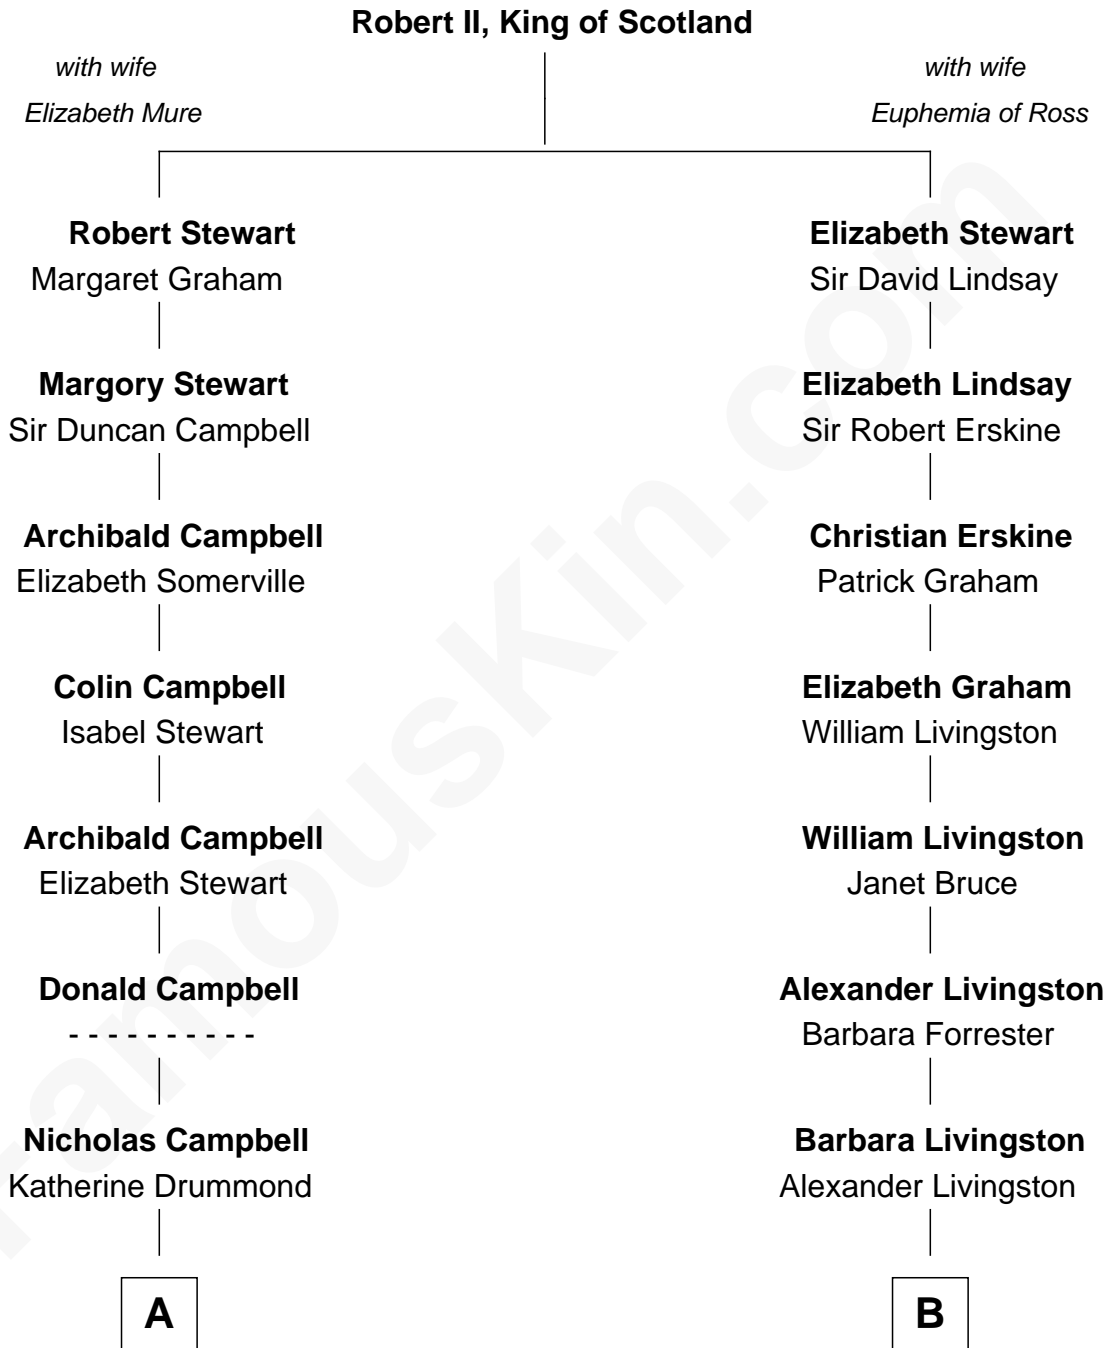 Robert II, King of Scotland
with wife
Elizabeth Mure
with wife
Euphemia of Ross
Robert Stewart
Margaret Graham
Elizabeth Stewart
Sir David Lindsay
Margory Stewart
Sir Duncan Campbell
Elizabeth Lindsay
Sir Robert Erskine
Archibald Campbell
Elizabeth Somerville
Christian Erskine
Patrick Graham
Colin Campbell
Isabel Stewart
Elizabeth Graham
William Livingston
Archibald Campbell
Elizabeth Stewart
William Livingston
Janet Bruce
Donald Campbell
- - - - - - - - - -
Alexander Livingston
Barbara Forrester
Nicholas Campbell
Katherine Drummond
Barbara Livingston
Alexander Livingston
A
B
FamousKin.com